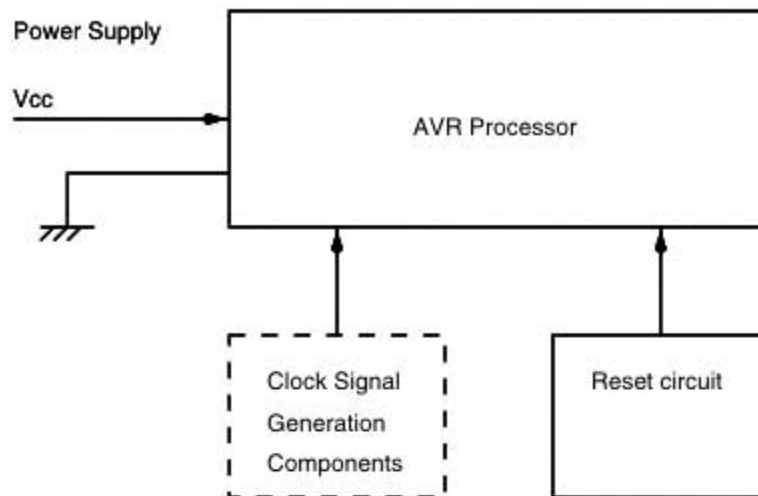 Power Supply
Vcc
AVR Processor
Clock Signal
Generation
Components
Reset circuit